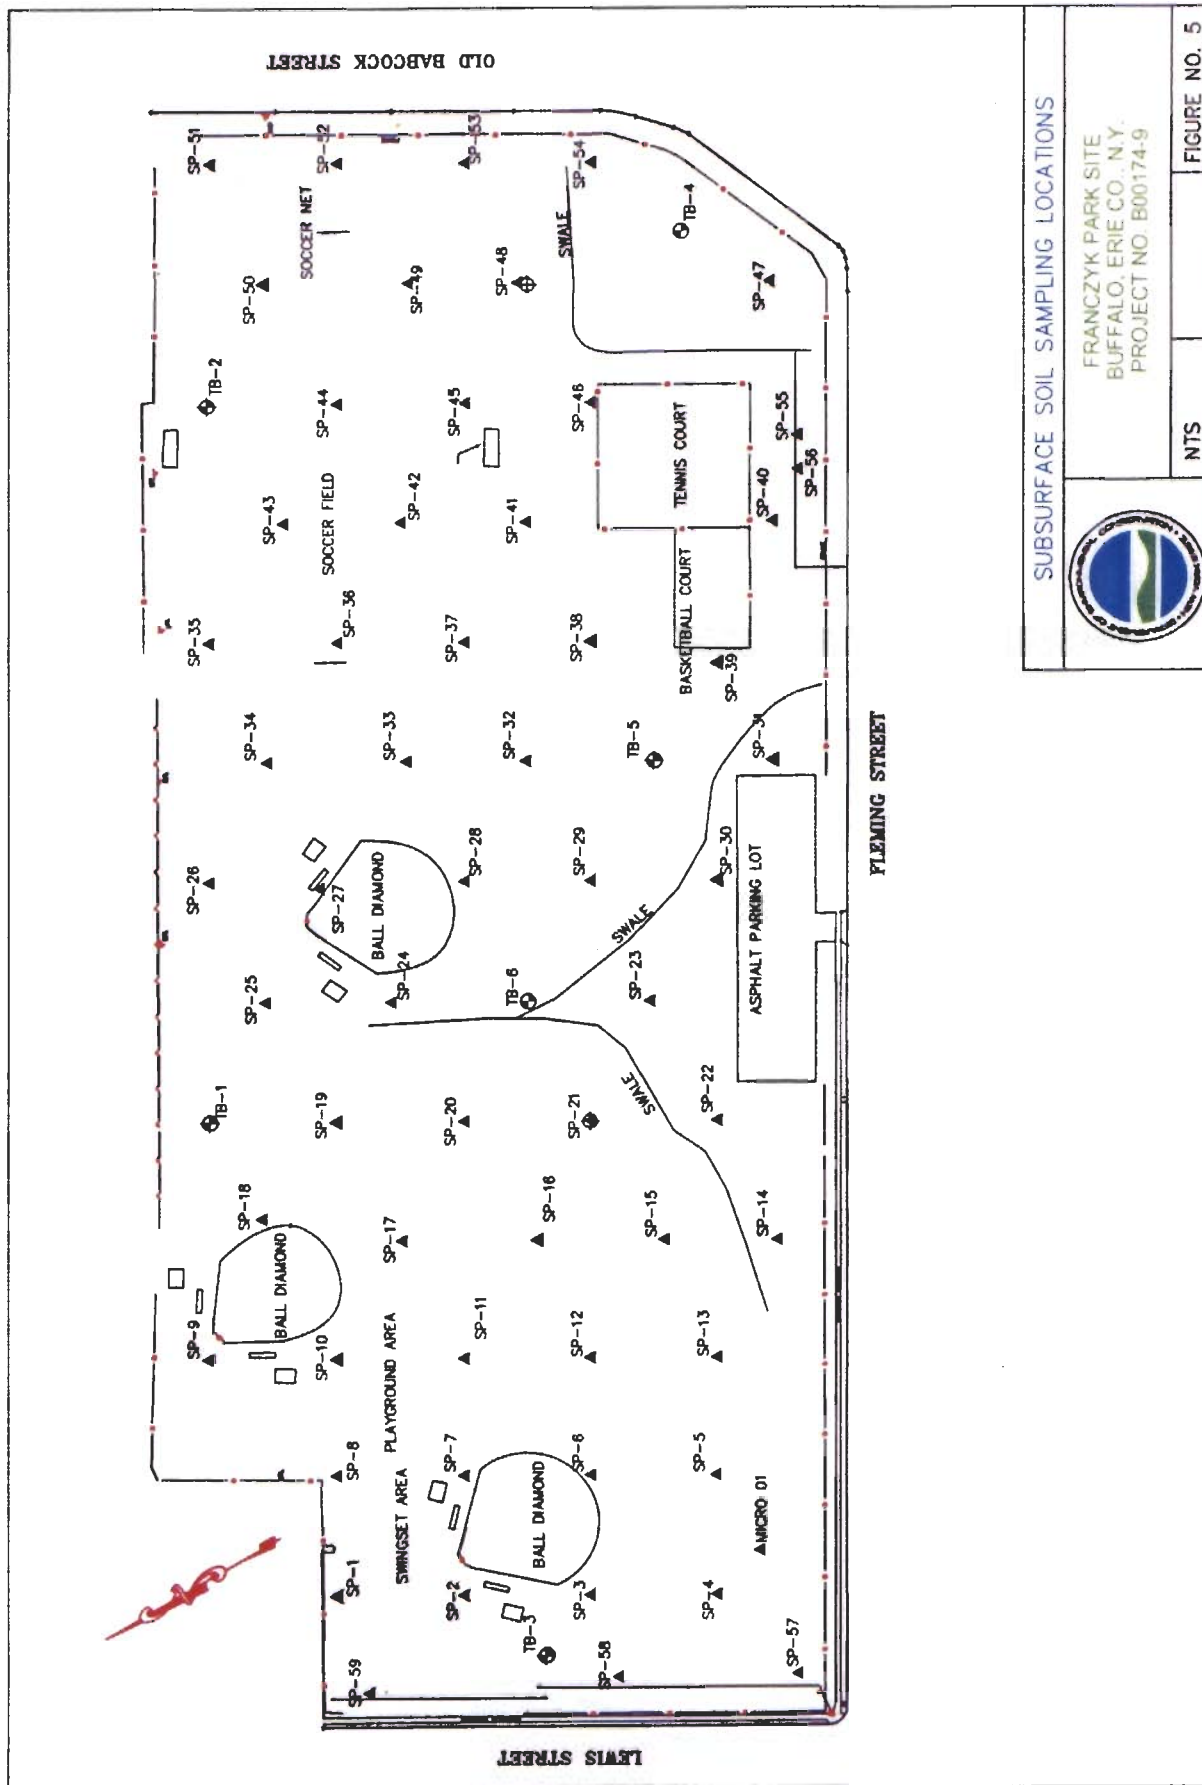 OLD BABCOCK STREET
SP-51
SP-52
SP-53
SP-54
SOCCER NET
SWALE
TB-4
SP-50
SP-49
SP-48
SP-47
TB-2
SP-44
SP-45
SP-46
SP-55
SP-56
TENNIS COURT
SP-43
SOCCER FIELD
SP-42
SP-41
SP-40
SP-35
SP-36
SP-37
SP-38
BASKETBALL COURT
SP-39
SP-34
SP-33
SP-32
TB-5
SP-31
SP-26
SP-27
BALL DIAMOND
SP-28
SP-29
SP-30
SWALE
ASPHALT PARKING LOT
FLEMING STREET
SP-25
SP-24
TB-6
SP-23
TB-1
SP-19
SP-20
SP-21
SWALE
SP-22
SP-18
BALL DIAMOND
SP-17
SP-16
SP-15
SP-14
SP-9
SP-10
PLAYGROUND AREA
SP-11
SP-12
SP-13
SP-8
SWINGSET AREA
SP-7
SP-6
SP-5
BALL DIAMOND
MICRO 01
SP-1
SP-2
SP-3
SP-4
TB-3
SP-59
SP-58
SP-57
LEWIS STREET
SUBSURFACE SOIL SAMPLING LOCATIONS
FRANCZYK PARK SITE
BUFFALO, ERIE CO., N.Y.
PROJECT NO. B00174-9
NTS
FIGURE NO. 5